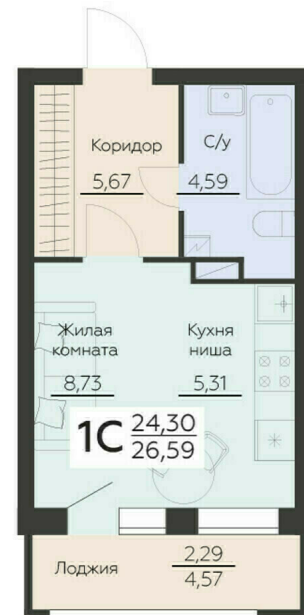 Коридор
5,67
С/у
4,59
Жилая
комната
8,73
Кухня
ниша
5,31
1С 24,30
26,59
Лоджия
2,29
4,57